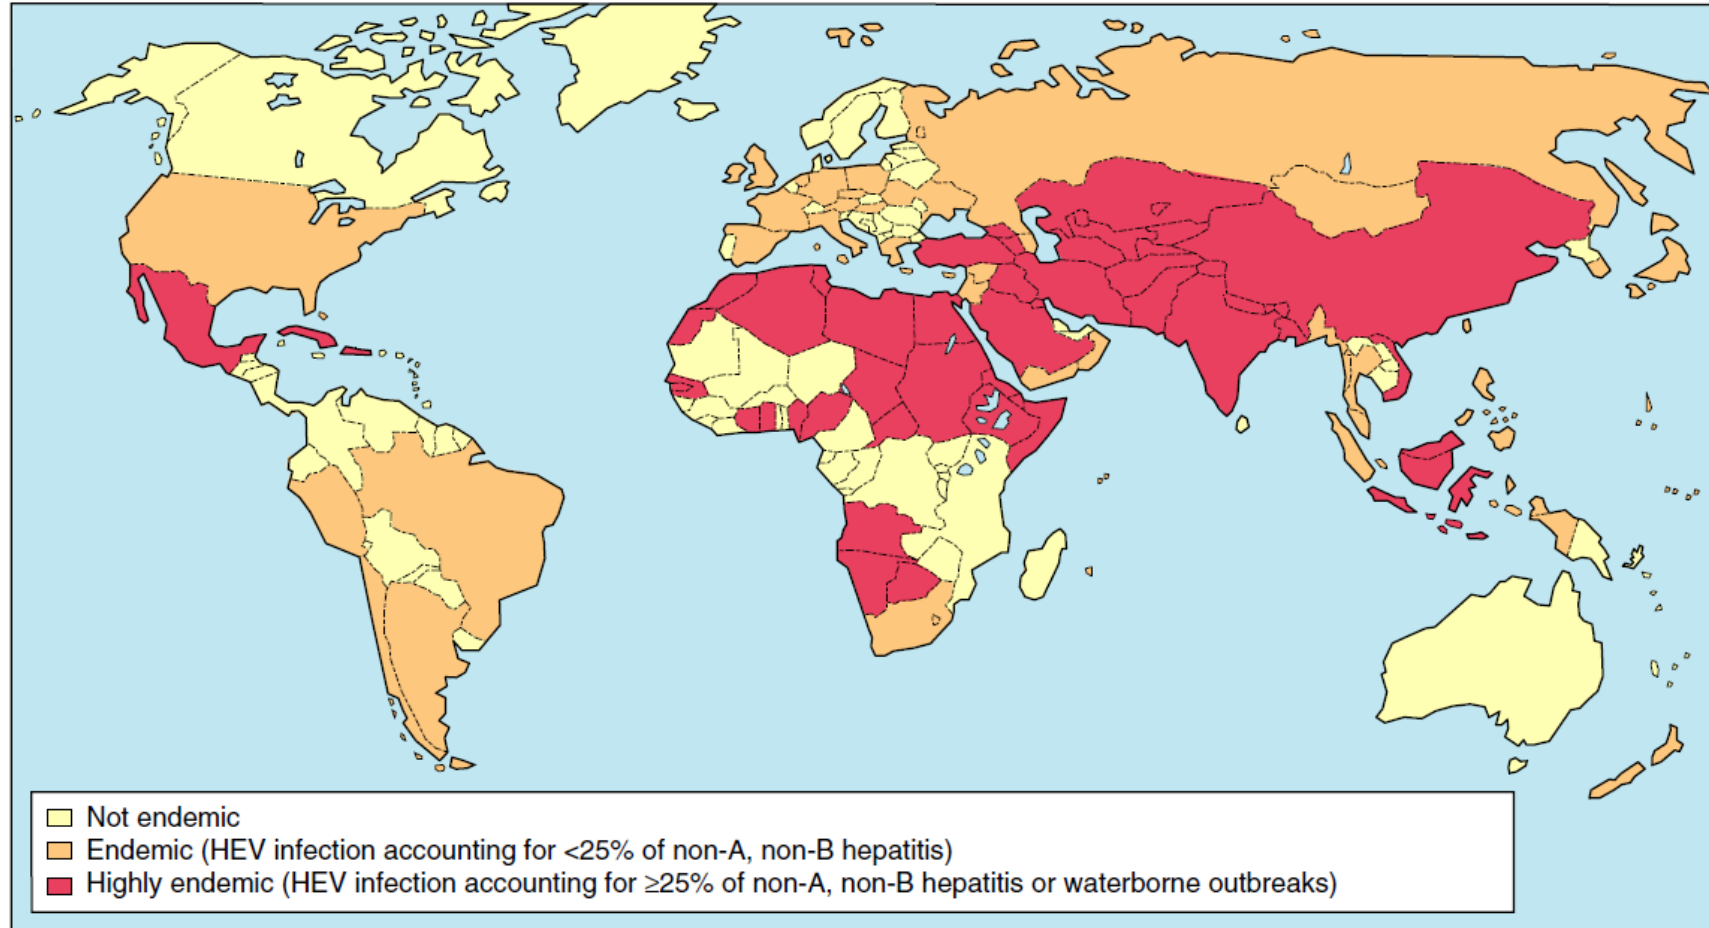 Not endemic
Endemic (HEV infection accounting for <25% of non-A, non-B hepatitis)
Highly endemic (HEV infection accounting for ≥25% of non-A, non-B hepatitis or waterborne outbreaks)